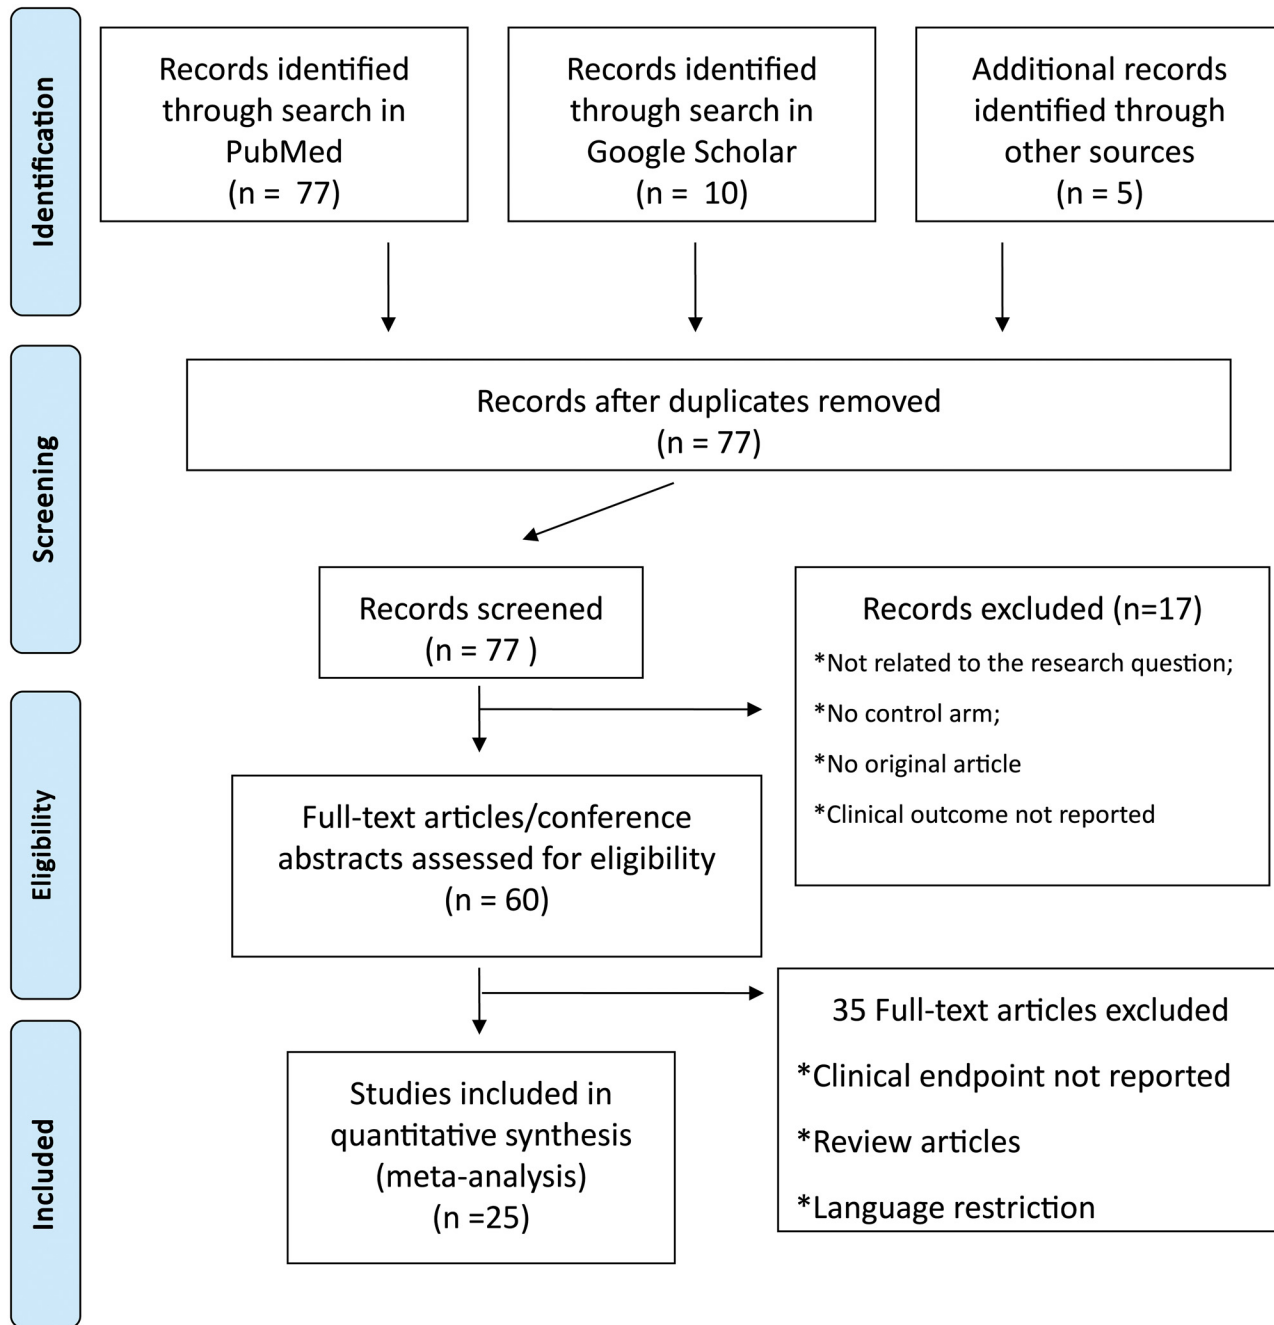 Identification
Records identified
through search in
PubMed
(n =  77)
Records identified
through search in
Google Scholar
(n =  10)
Additional records
identified through
other sources
(n = 5)
Screening
Records after duplicates removed
(n = 77)
Records screened
(n = 77 )
Records excluded (n=17)
*Not related to the research question;
*No control arm;
*No original article
*Clinical outcome not reported
Eligibility
Full-text articles/conference
abstracts assessed for eligibility
(n = 60)
35 Full-text articles excluded
*Clinical endpoint not reported
*Review articles
*Language restriction
Included
Studies included in
quantitative synthesis
(meta-analysis)
(n =25)